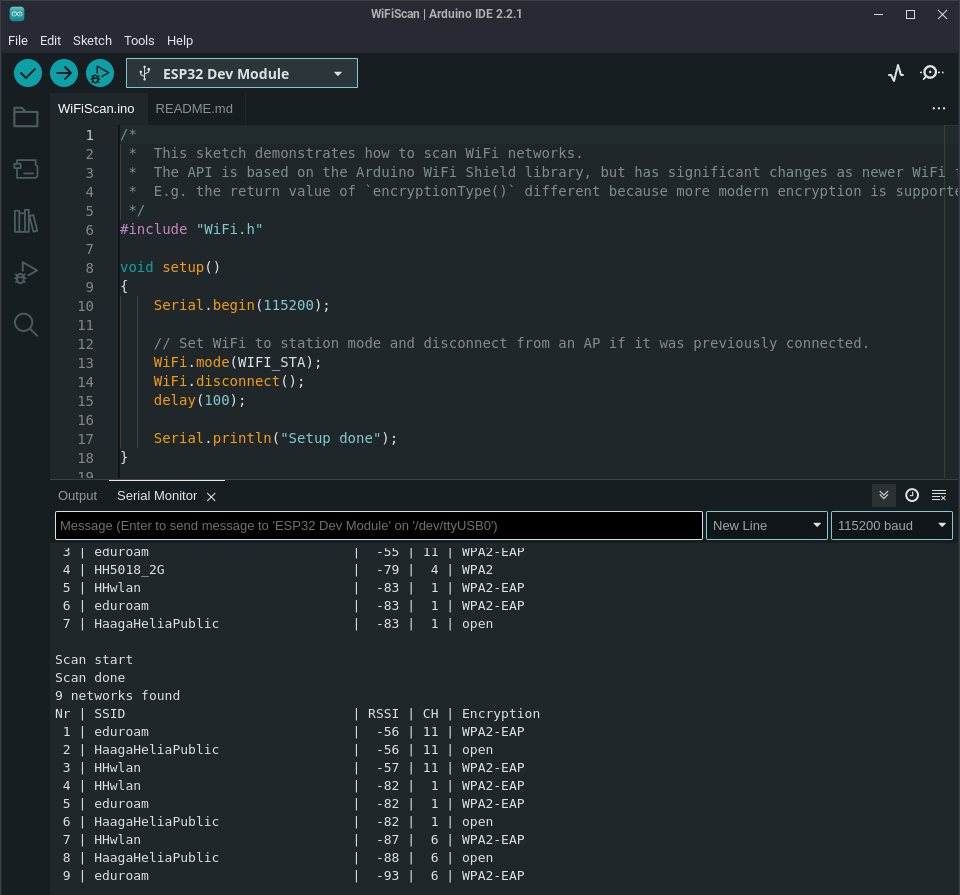 WiFiScan | Arduino IDE 2.2.1
File Edit Sketch Tools Help
ESP32 Dev Module
WiFiScan.ino README.md
1 /*
2  *  This sketch demonstrates how to scan WiFi networks.
3  *  The API is based on the Arduino WiFi Shield library, but has significant changes as newer WiFi
4  *  E.g. the return value of `encryptionType()` different because more modern encryption is
5  */
6 #include "WiFi.h"
7
8 void setup()
9 {
10     Serial.begin(115200);
11
12     // Set WiFi to station mode and disconnect from an AP if it was previously connected.
13     WiFi.mode(WIFI_STA);
14     WiFi.disconnect();
15     delay(100);
16
17     Serial.println("Setup done");
18 }
19
Output Serial Monitor
Message (Enter to send message to 'ESP32 Dev Module' on '/dev/ttyUSB0') New Line 115200 baud
 3 | eduroam                          |  -55 | 11 | WPA2-EAP
 4 | HH5018_2G                        |  -79 |  4 | WPA2
 5 | HHwlan                           |  -83 |  1 | WPA2-EAP
 6 | eduroam                          |  -83 |  1 | WPA2-EAP
 7 | HaagaHeliaPublic                 |  -83 |  1 | open
Scan start
Scan done
9 networks found
Nr | SSID                             | RSSI | CH | Encryption
 1 | eduroam                          |  -56 | 11 | WPA2-EAP
 2 | HaagaHeliaPublic                 |  -56 | 11 | open
 3 | HHwlan                           |  -57 | 11 | WPA2-EAP
 4 | HHwlan                           |  -82 |  1 | WPA2-EAP
 5 | eduroam                          |  -82 |  1 | WPA2-EAP
 6 | HaagaHeliaPublic                 |  -82 |  1 | open
 7 | HHwlan                           |  -87 |  6 | WPA2-EAP
 8 | HaagaHeliaPublic                 |  -88 |  6 | open
 9 | eduroam                          |  -93 |  6 | WPA2-EAP